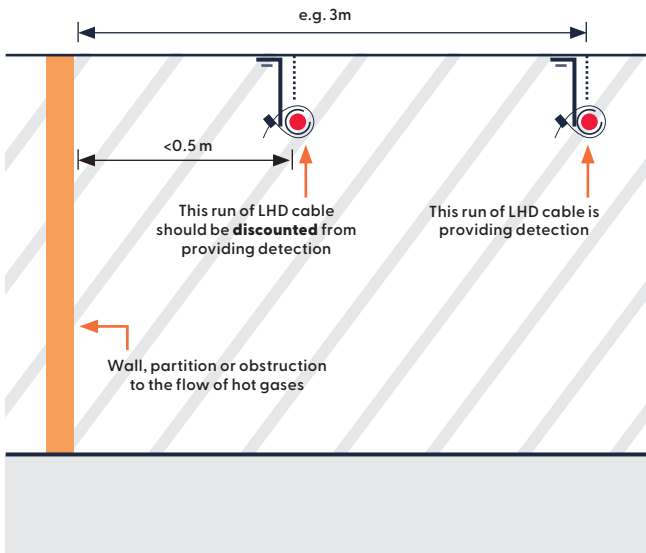 e.g. 3m
<0.5 m
This run of LHD cable
should be discounted from
providing detection
This run of LHD cable is
providing detection
Wall, partition or obstruction
to the flow of hot gases